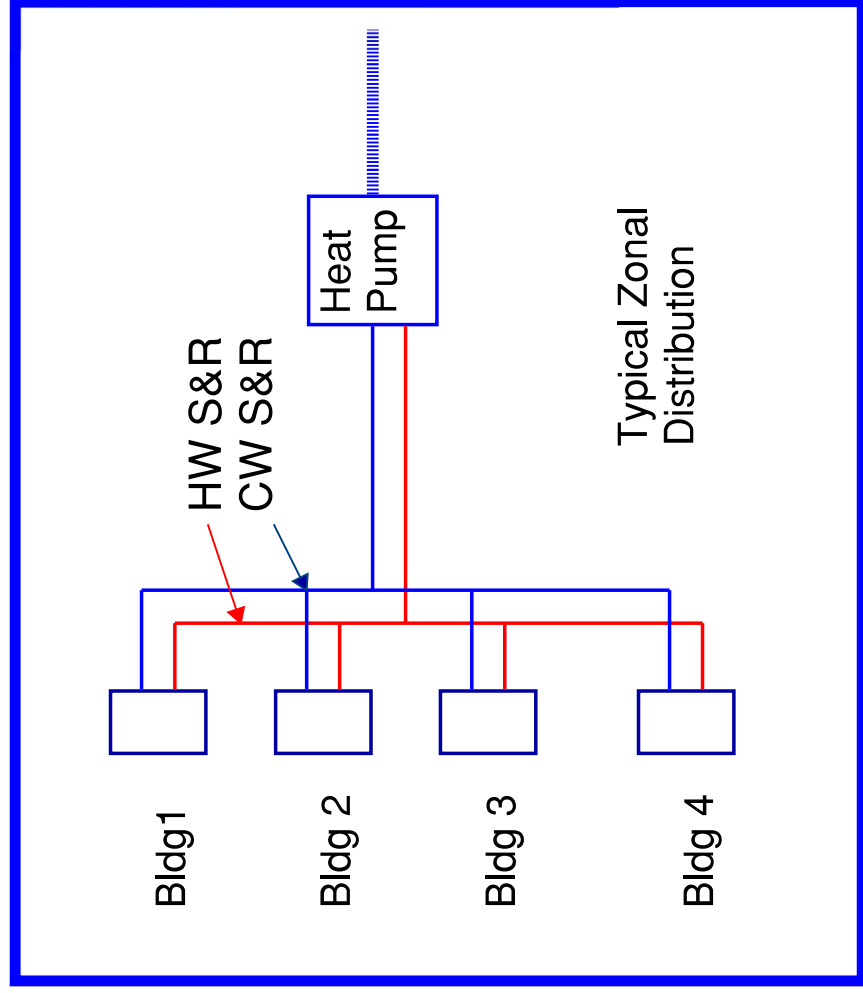 Bldg1
Bldg 2
Bldg 3
Bldg 4
HW S&R
CW S&R
Heat
Pump
Typical Zonal
Distribution